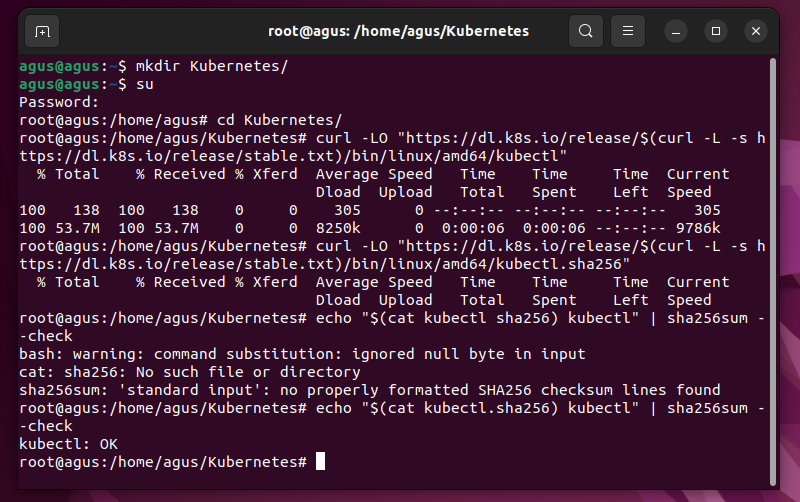 root@agus: /home/agus/Kubernetes
agus@agus:~$ mkdir Kubernetes/
agus@agus:~$ su
Password:
root@agus:/home/agus# cd Kubernetes/
root@agus:/home/agus/Kubernetes# curl -LO "https://dl.k8s.io/release/$(curl -L -s h
ttps://dl.k8s.io/release/stable.txt)/bin/linux/amd64/kubectl"
  % Total    % Received % Xferd  Average Speed   Time    Time     Time  Current
                                 Dload  Upload   Total   Spent    Left  Speed
100   138  100   138    0     0    305      0 --:--:-- --:--:-- --:--:--   305
100 53.7M  100 53.7M    0     0  8250k      0  0:00:06  0:00:06 --:--:-- 9786k
root@agus:/home/agus/Kubernetes# curl -LO "https://dl.k8s.io/release/$(curl -L -s h
ttps://dl.k8s.io/release/stable.txt)/bin/linux/amd64/kubectl.sha256"
  % Total    % Received % Xferd  Average Speed   Time    Time     Time  Current
                                 Dload  Upload   Total   Spent    Left  Speed
root@agus:/home/agus/Kubernetes# echo "$(cat kubectl sha256) kubectl" | sha256sum -
-check
bash: warning: command substitution: ignored null byte in input
cat: sha256: No such file or directory
sha256sum: 'standard input': no properly formatted SHA256 checksum lines found
root@agus:/home/agus/Kubernetes# echo "$(cat kubectl.sha256) kubectl" | sha256sum -
-check
kubectl: OK
root@agus:/home/agus/Kubernetes#